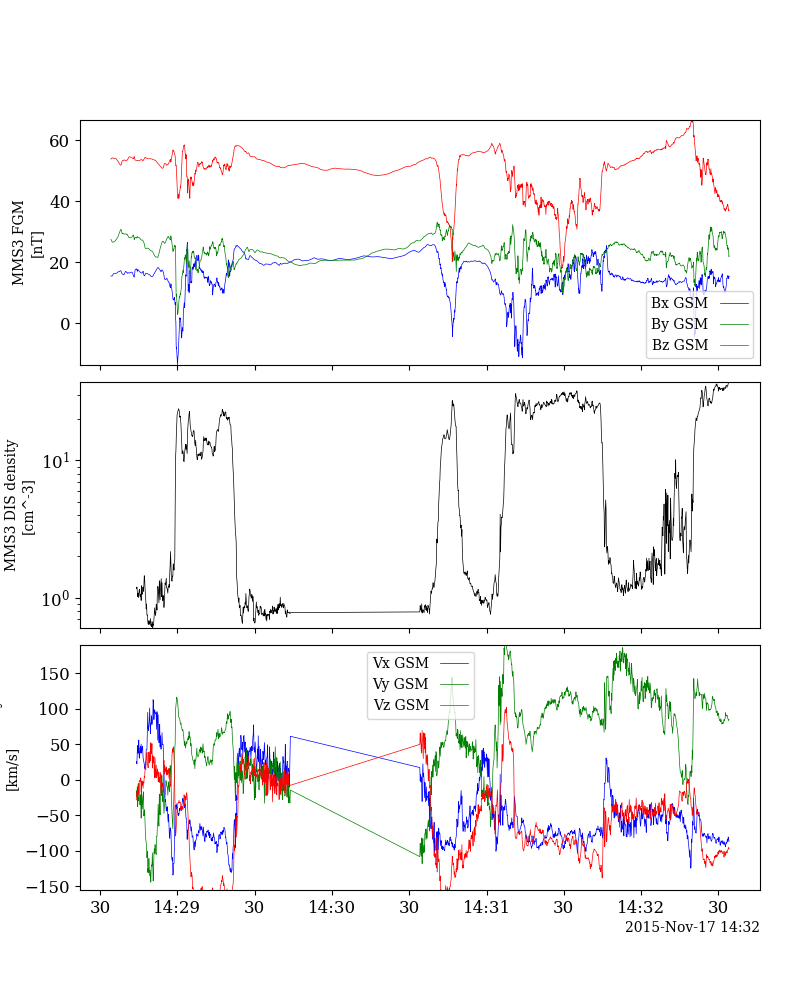 60
40
20
0
MMS3 FGM
[nT]
Bx GSM
By GSM
Bz GSM
10^1
10^0
MMS3 DIS density
[cm^-3]
150
100
50
0
−50
−100
−150
[km/s]
Vx GSM
Vy GSM
Vz GSM
30 14:29 30 14:30 30 14:31 30 14:32 30
2015-Nov-17 14:32